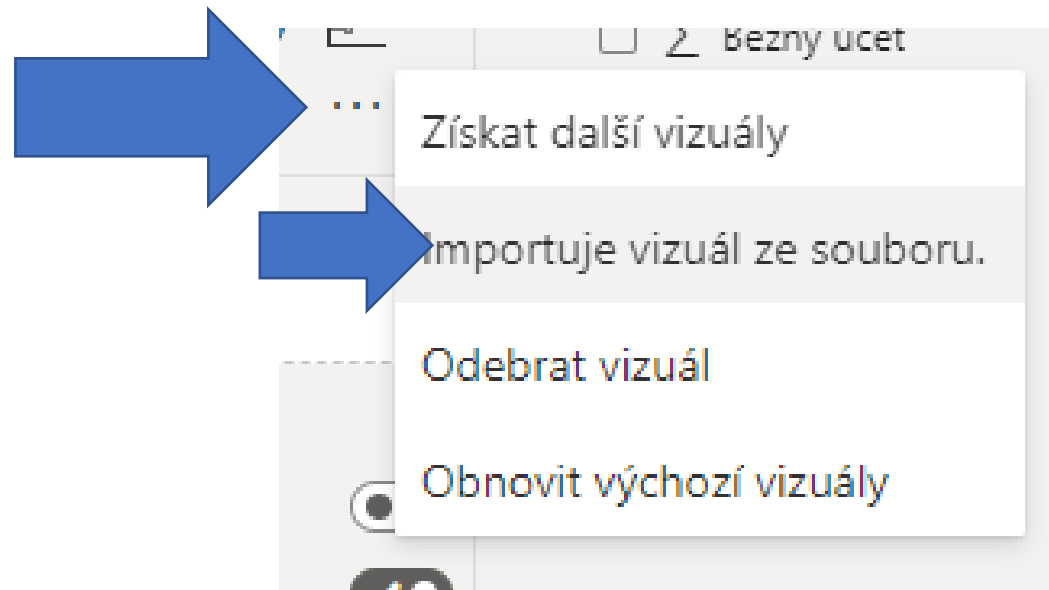 Σ Běžný účet
...
Získat další vizuály
Importuje vizuál ze souboru.
Odebrat vizuál
Obnovit výchozí vizuály